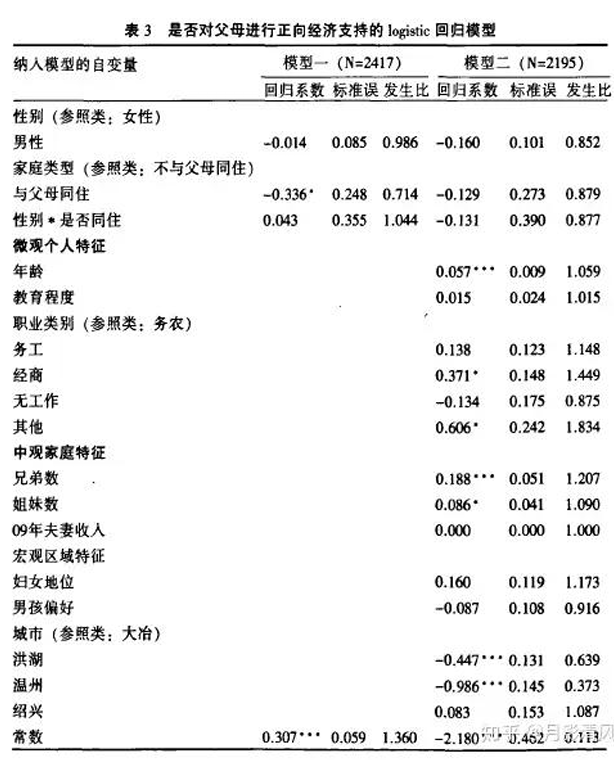 表 3 是否对父母进行正向经济支持的 logistic 回归模型
纳入模型的自变量 模型一 (N=2417) 模型二 (N=2195)
回归系数 标准误 发生比 回归系数 标准误 发生比
性别 (参照类: 女性)
男性 -0.014 0.085 0.986 -0.160 0.101 0.852
家庭类型 (参照类: 不与父母同住)
与父母同住 -0.336* 0.248 0.714 -0.129 0.273 0.879
性别*是否同住 0.043 0.355 1.044 -0.131 0.390 0.877
微观个人特征
年龄 0.057*** 0.009 1.059
教育程度 0.015 0.024 1.015
职业类别 (参照类: 务农)
务工 0.138 0.123 1.148
经商 0.371* 0.148 1.449
无工作 -0.134 0.175 0.875
其他 0.606* 0.242 1.834
中观家庭特征
兄弟数 0.188*** 0.051 1.207
姐妹数 0.086* 0.041 1.090
09年夫妻收入 0.000 0.000 1.000
宏观区域特征
妇女地位 0.160 0.119 1.173
男孩偏好 -0.087 0.108 0.916
城市 (参照类: 大冶)
洪湖 -0.447*** 0.131 0.639
温州 -0.986*** 0.145 0.373
绍兴 0.083 0.153 1.087
常数 0.307*** 0.059 1.360 -2.180*** 0.462 0.113
知乎